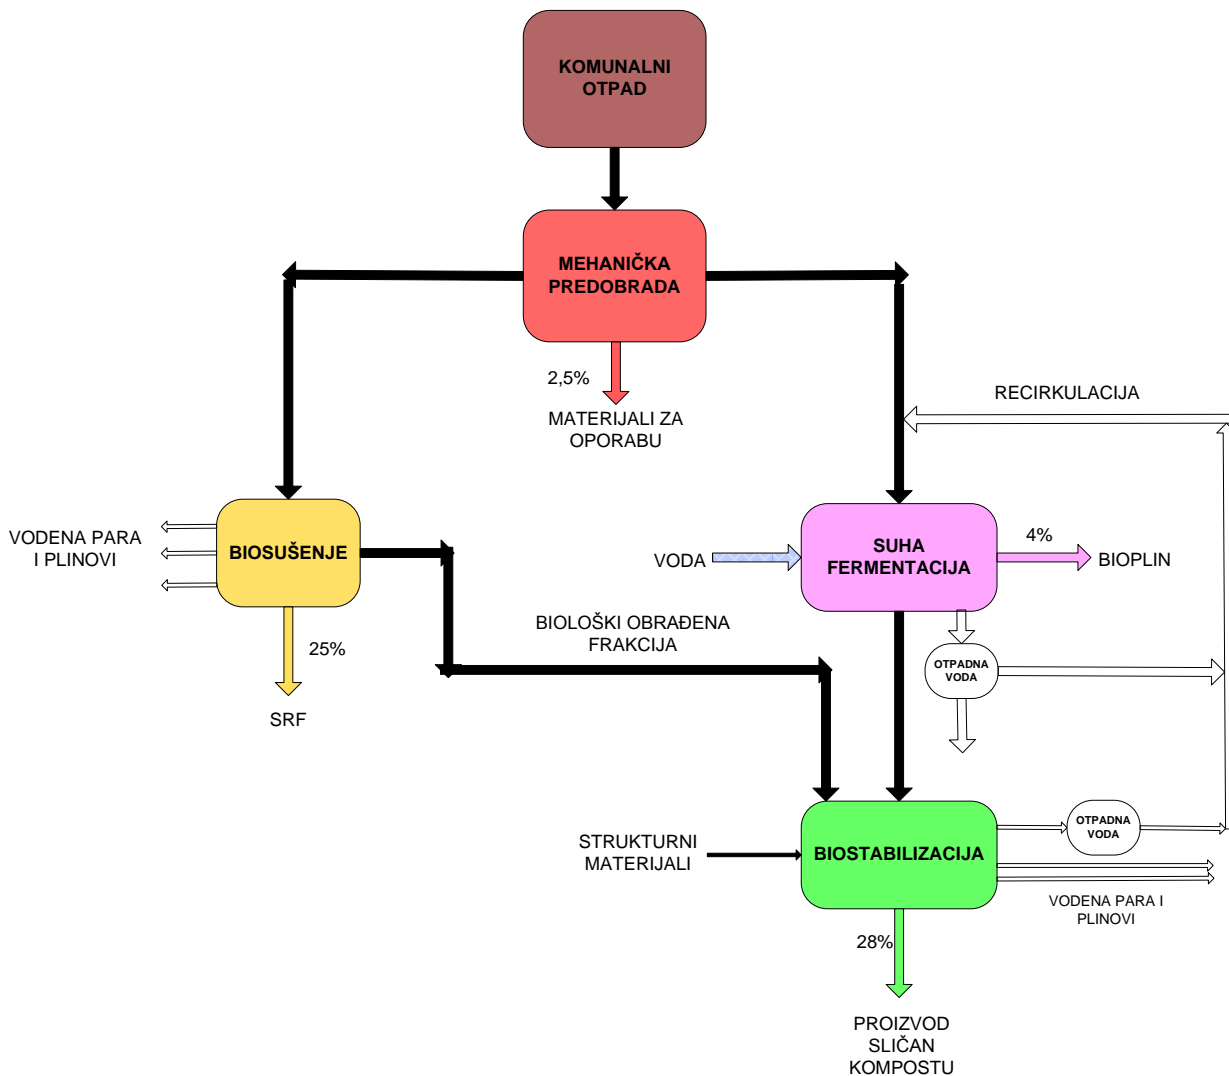 KOMUNALNI
OTPAD
MEHANIČKA
PREDOBRADA
2,5%
MATERIJALI ZA
OPORABU
RECIRKULACIJA
VODENA PARA
I PLINOVI
BIOSUŠENJE
25%
SRF
BIOLOŠKI OBRAĐENA
FRAKCIJA
VODA
SUHA
FERMENTACIJA
4%
BIOPLIN
OTPADNA
VODA
STRUKTURNI
MATERIJALI
BIOSTABILIZACIJA
OTPADNA
VODA
VODENA PARA I
PLINOVI
28%
PROIZVOD
SLIČAN
KOMPOSTU